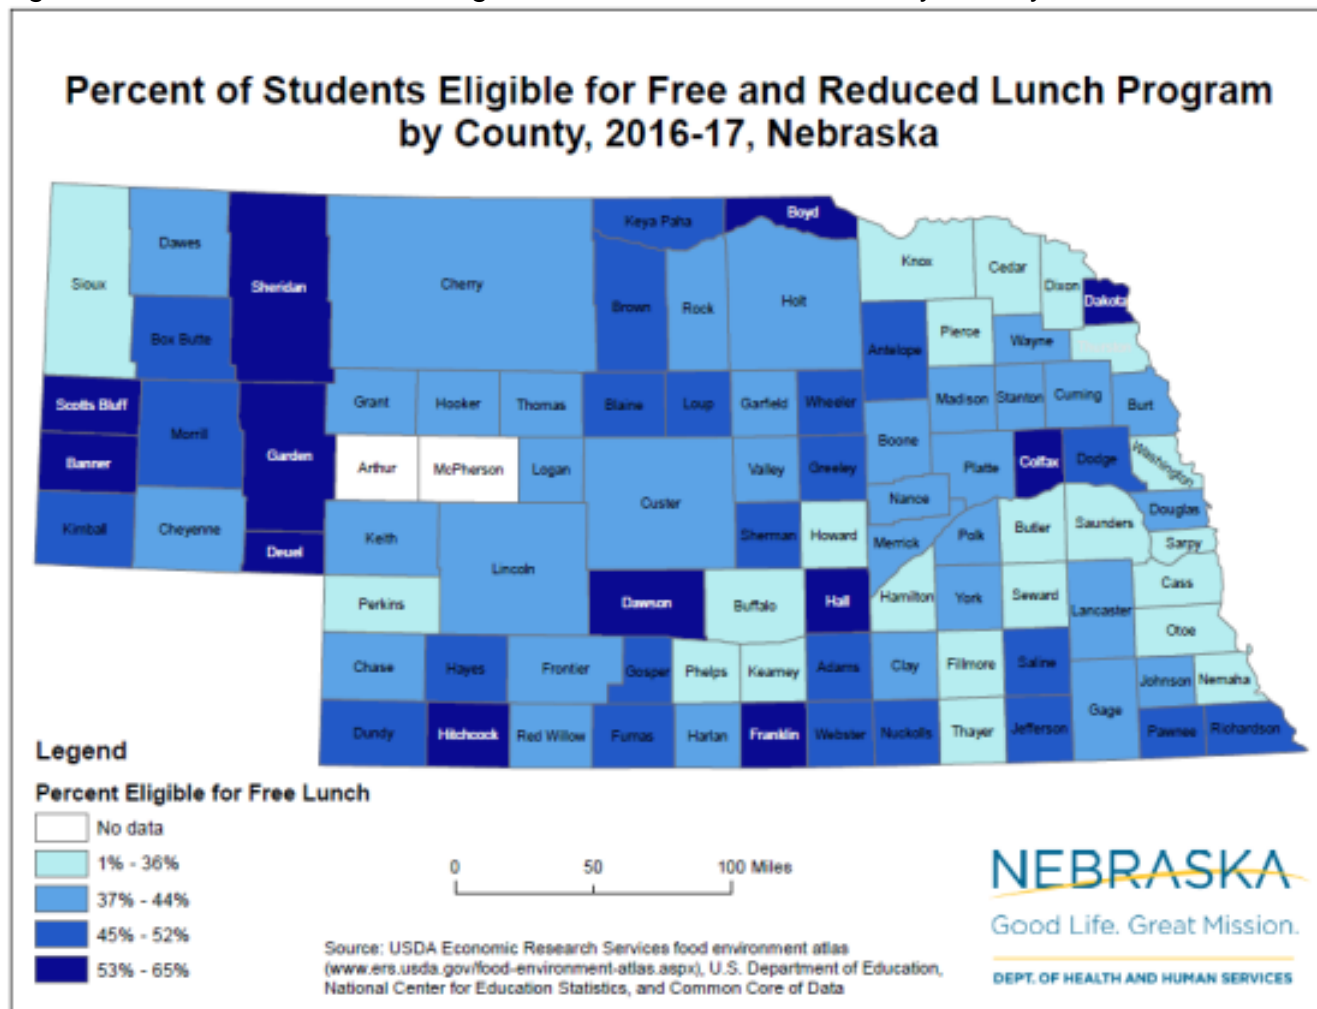 Percent of Students Eligible for Free and Reduced Lunch Program
by County, 2016-17, Nebraska
Keya Paha
Boyd
Dawes
Knox
Cedar
Sioux
Sheridan
Cherry
Dixon
Dakota
Brown
Rock
Holt
Box Butte
Antelope
Pierce
Wayne
Scotts Bluff
Grant
Hooker
Thomas
Blaine
Loup
Garfield
Wheeler
Madison
Stanton
Cuming
Burt
Morrill
Banner
Garden
Arthur
McPherson
Logan
Custer
Valley
Greeley
Boone
Platte
Colfax
Dodge
Washington
Nance
Kimball
Cheyenne
Deuel
Keith
Lincoln
Sherman
Howard
Merrick
Polk
Butler
Saunders
Douglas
Sarpy
Perkins
Dawson
Buffalo
Hall
Hamilton
York
Seward
Lancaster
Cass
Otoe
Chase
Hayes
Frontier
Gosper
Phelps
Kearney
Adams
Clay
Fillmore
Saline
Johnson
Nemaha
Dundy
Hitchcock
Red Willow
Furnas
Harlan
Franklin
Webster
Nuckolls
Thayer
Jefferson
Gage
Pawnee
Richardson
Legend
Percent Eligible for Free Lunch
No data
1% - 36%
37% - 44%
45% - 52%
53% - 65%
0 50 100 Miles
Source: USDA Economic Research Services food environment atlas
(www.ers.usda.gov/food-environment-atlas.aspx), U.S. Department of Education,
National Center for Education Statistics, and Common Core of Data
NEBRASKA
Good Life. Great Mission.
DEPT. OF HEALTH AND HUMAN SERVICES